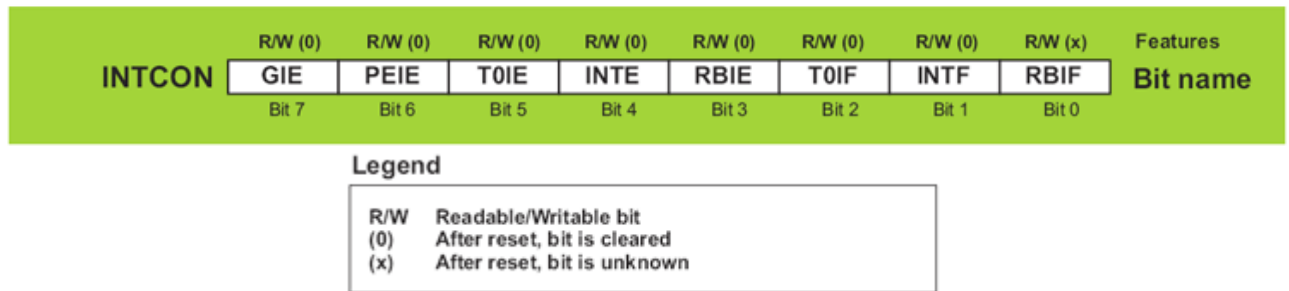 R/W (0) R/W (0) R/W (0) R/W (0) R/W (0) R/W (0) R/W (0) R/W (x) Features
INTCON GIE PEIE T0IE INTE RBIE T0IF INTF RBIF Bit name
Bit 7 Bit 6 Bit 5 Bit 4 Bit 3 Bit 2 Bit 1 Bit 0
Legend
R/W Readable/Writable bit
(0) After reset, bit is cleared
(x) After reset, bit is unknown